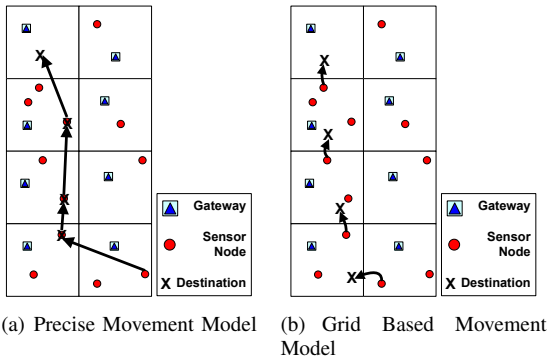 X
X
X
X
Gateway
Sensor
Node
X Destination
X
X
X
X
Gateway
Sensor
Node
X Destination
(a) Precise Movement Model
(b) Grid Based Movement
Model